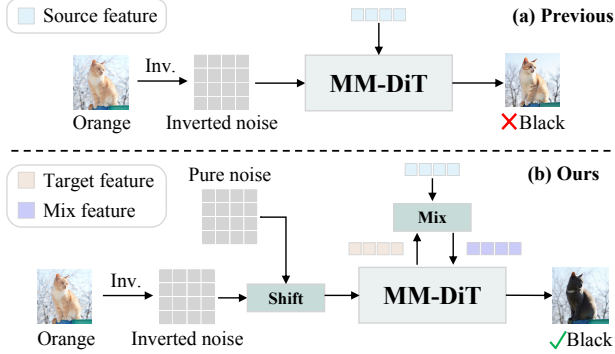 Source feature
(a) Previous
Inv.
MM-DiT
Orange
Inverted noise
Black
Target feature
Mix feature
Pure noise
(b) Ours
Mix
Inv.
Shift
MM-DiT
Orange
Inverted noise
Black